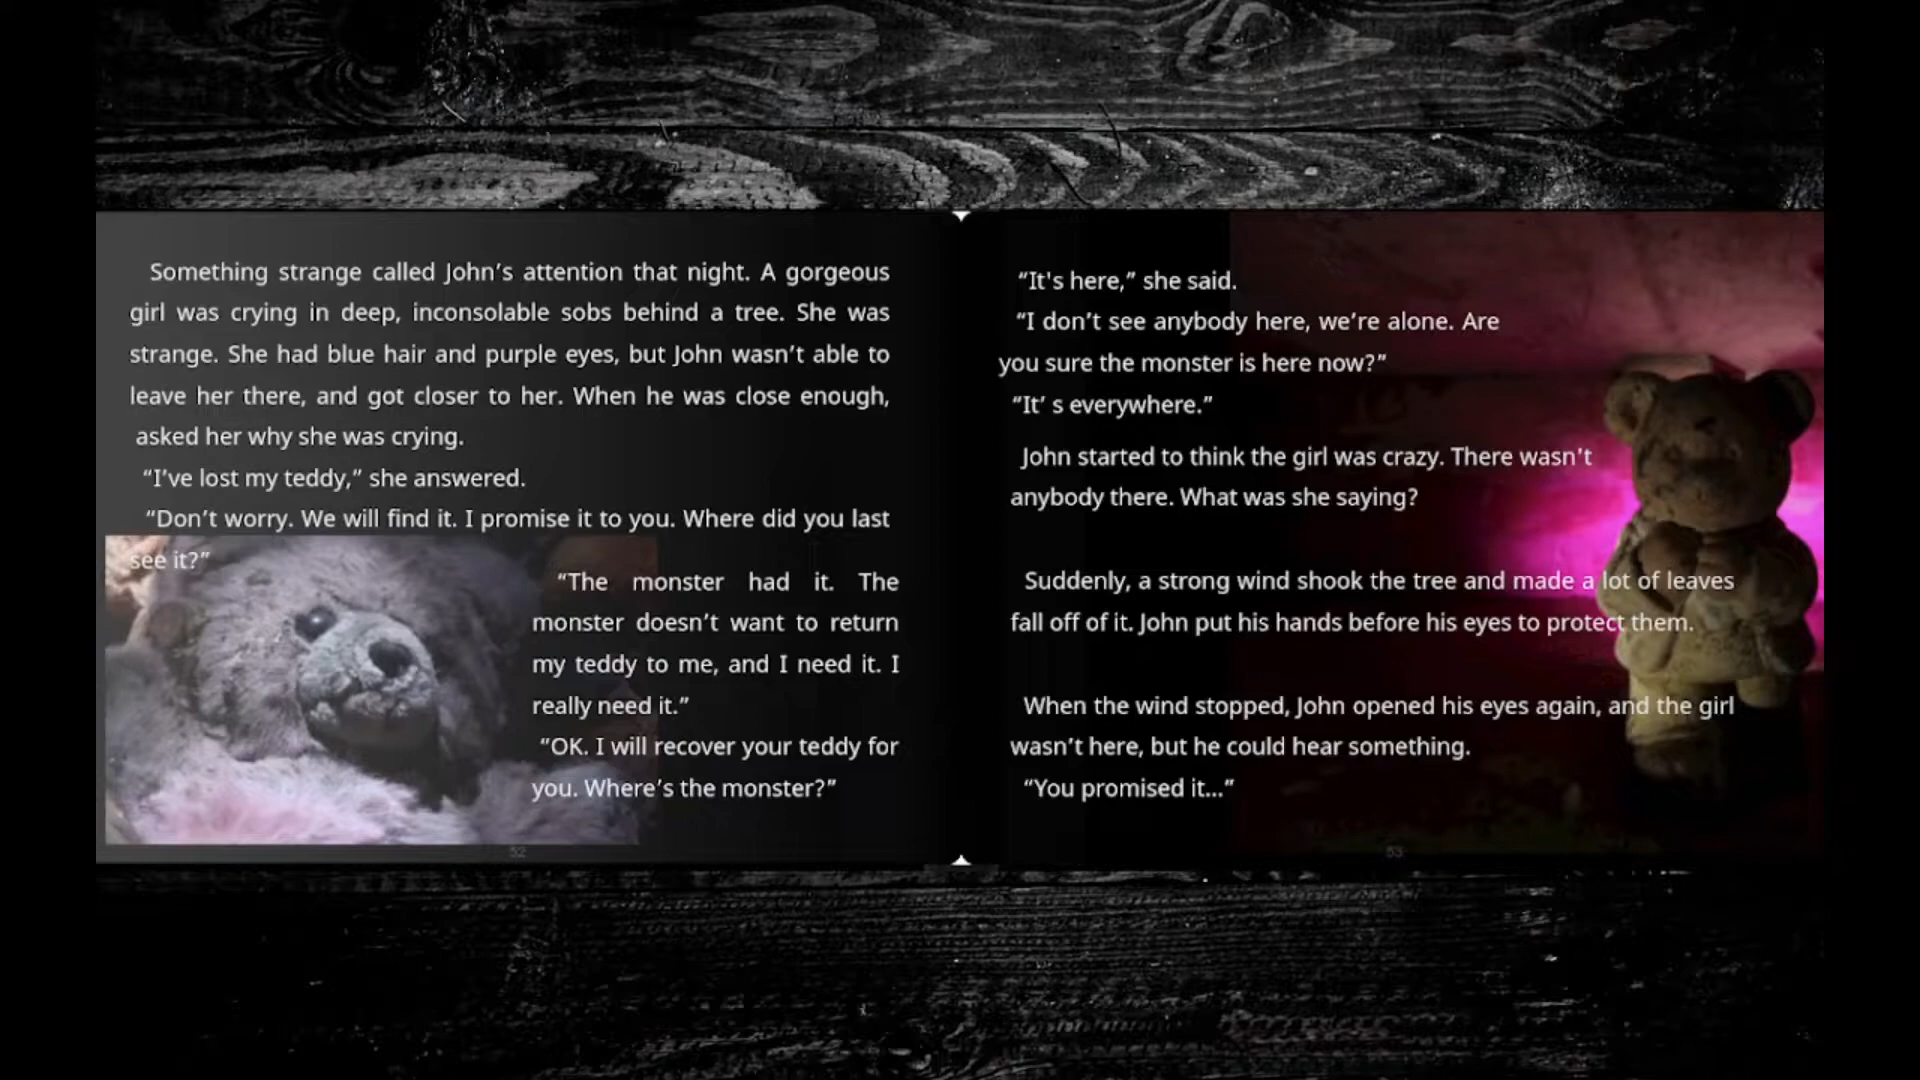 Something strange called John’s attention that night. A gorgeous
girl was crying in deep, inconsolable sobs behind a tree. She was
strange. She had blue hair and purple eyes, but John wasn’t able to
leave her there, and got closer to her. When he was close enough,
asked her why she was crying.
“I’ve lost my teddy,” she answered.
“Don’t worry. We will find it. I promise it to you. Where did you last
see it?”
“The monster had it. The
monster doesn’t want to return
my teddy to me, and I need it. I
really need it.”
“OK. I will recover your teddy for
you. Where’s the monster?”
52
“It's here,” she said.
“I don’t see anybody here, we’re alone. Are
you sure the monster is here now?”
“It’ s everywhere.”
John started to think the girl was crazy. There wasn’t
anybody there. What was she saying?
Suddenly, a strong wind shook the tree and made a lot of leaves
fall off of it. John put his hands before his eyes to protect them.
When the wind stopped, John opened his eyes again, and the girl
wasn’t here, but he could hear something.
“You promised it...”
53